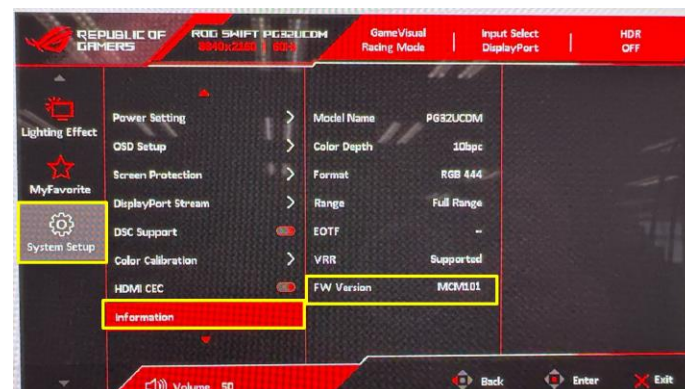 REPUBLIC OF
GAMERS
ROG SWIFT PG32UCDM
3840x2160 | 60Hz
GameVisual
Racing Mode
Input Select
DisplayPort
HDR
OFF
Lighting Effect
MyFavorite
System Setup
Power Setting
OSD Setup
Screen Protection
DisplayPort Stream
DSC Support
Color Calibration
HDMI CEC
Information
Model Name PG32UCDM
Color Depth 10bpc
Format RGB 444
Range Full Range
EOTF --
VRR Supported
FW Version MCM101
Volume 50
Back
Enter
Exit